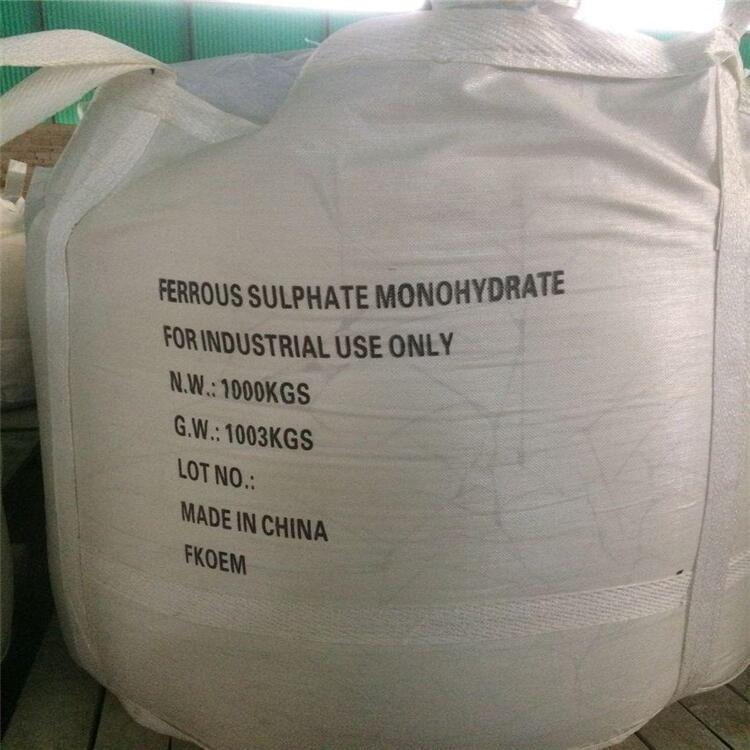 FERROUS SULPHATE MONOHYDRATE
FOR INDUSTRIAL USE ONLY
N.W.: 1000KGS
G.W.: 1003KGS
LOT NO.:
MADE IN CHINA
FKOEM